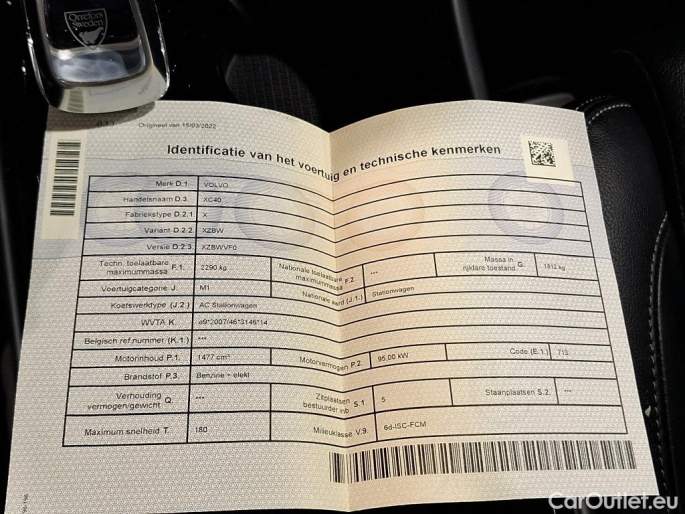 Orrefors
Sweden
Origineel van 15/03/2022
Identificatie van het voertuig en technische kenmerken
Merk D.1. VOLVO
Handelsnaam D.3. XC40
Fabriekstype D.2.1. X
Variant D.2.2. XZBW
Versie D.2.3. XZBWVF0
Techn. toelaatbare maximummassa F.1. 2290 kg Nationale toelaatbare maximummassa F.2. *** Massa in rijklare toestand G. 1812 kg
Voertuigcategorie J. M1 Nationale aard (J.1.) Stationwagen
Koetswerktype (J.2.) AC Stationwagen
WVTA K. e9*2007/46*3146*14
Belgisch ref.nummer (K.1.) ***
Motorinhoud P.1. 1477 cm³ Motorvermogen P.2. 95,00 kW Code (E.1.) 713
Brandstof P.3. Benzine + elekt
Verhouding vermogen/gewicht Q. *** Zitplaatsen bestuurder inb S.1. 5 Staanplaatsen S.2. ***
Maximum snelheid T. 180 Milieuklasse V.9. 6d-ISC-FCM
CarOutlet.eu